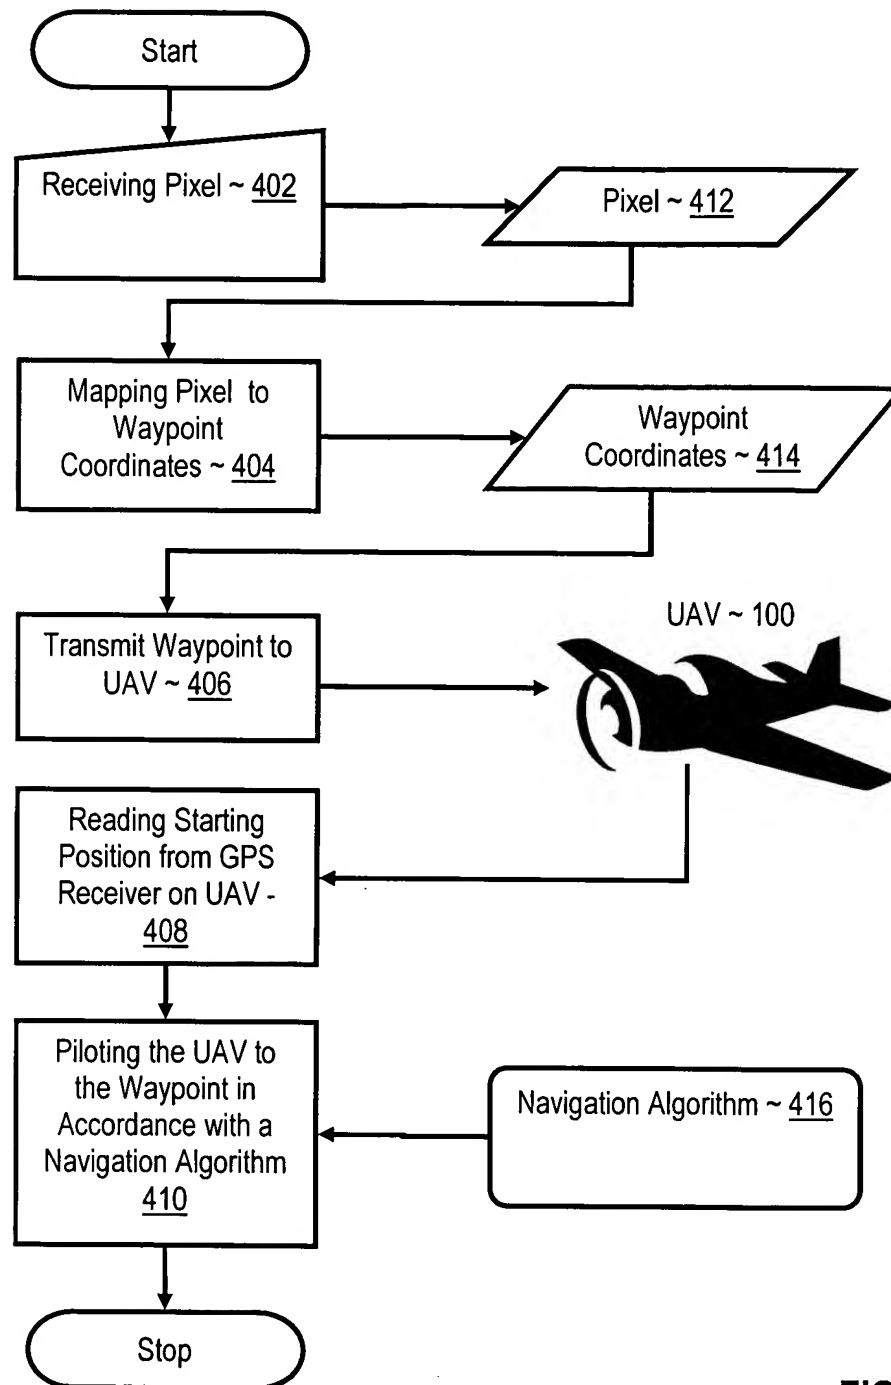 Start
Receiving Pixel ~ 402
Pixel ~ 412
Mapping Pixel to
Waypoint
Coordinates ~ 404
Waypoint
Coordinates ~ 414
Transmit Waypoint to
UAV ~ 406
UAV ~ 100
Reading Starting
Position from GPS
Receiver on UAV -
408
Piloting the UAV to
the Waypoint in
Accordance with a
Navigation Algorithm
410
Navigation Algorithm ~ 416
Stop